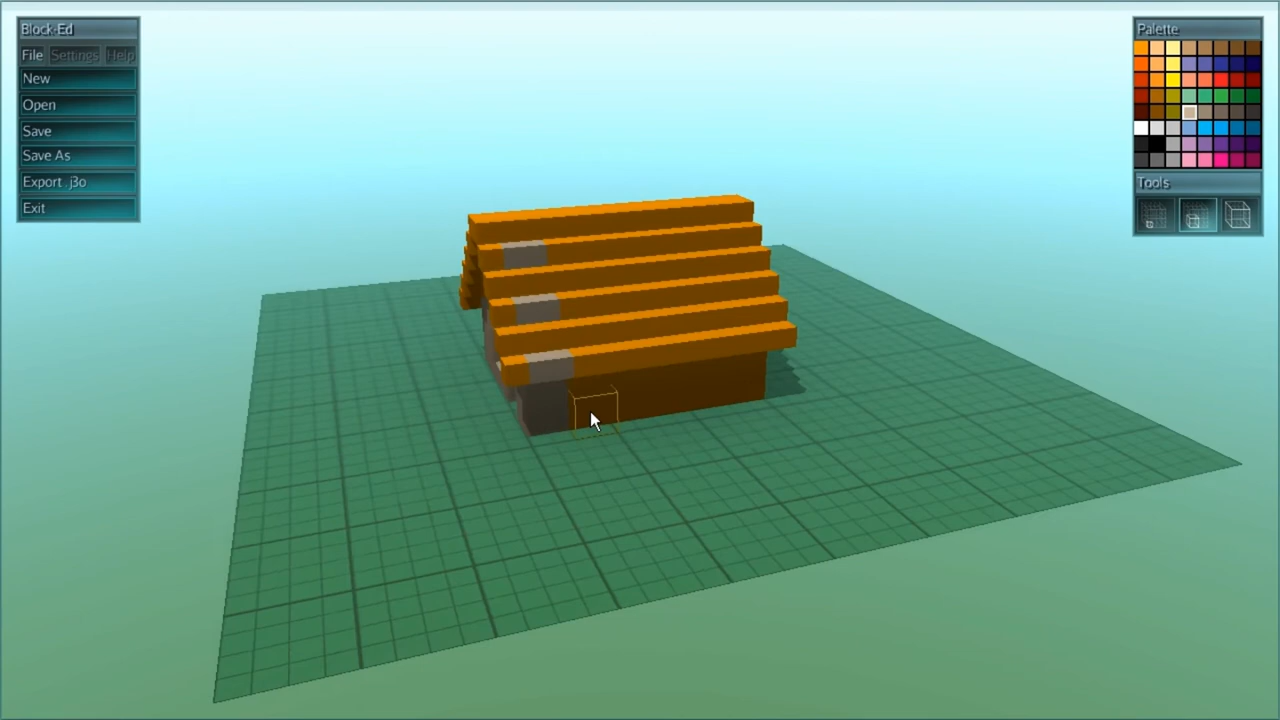 Block-Ed
File Settings Help
New
Open
Save
Save As
Export .j3o
Exit
Palette
Tools